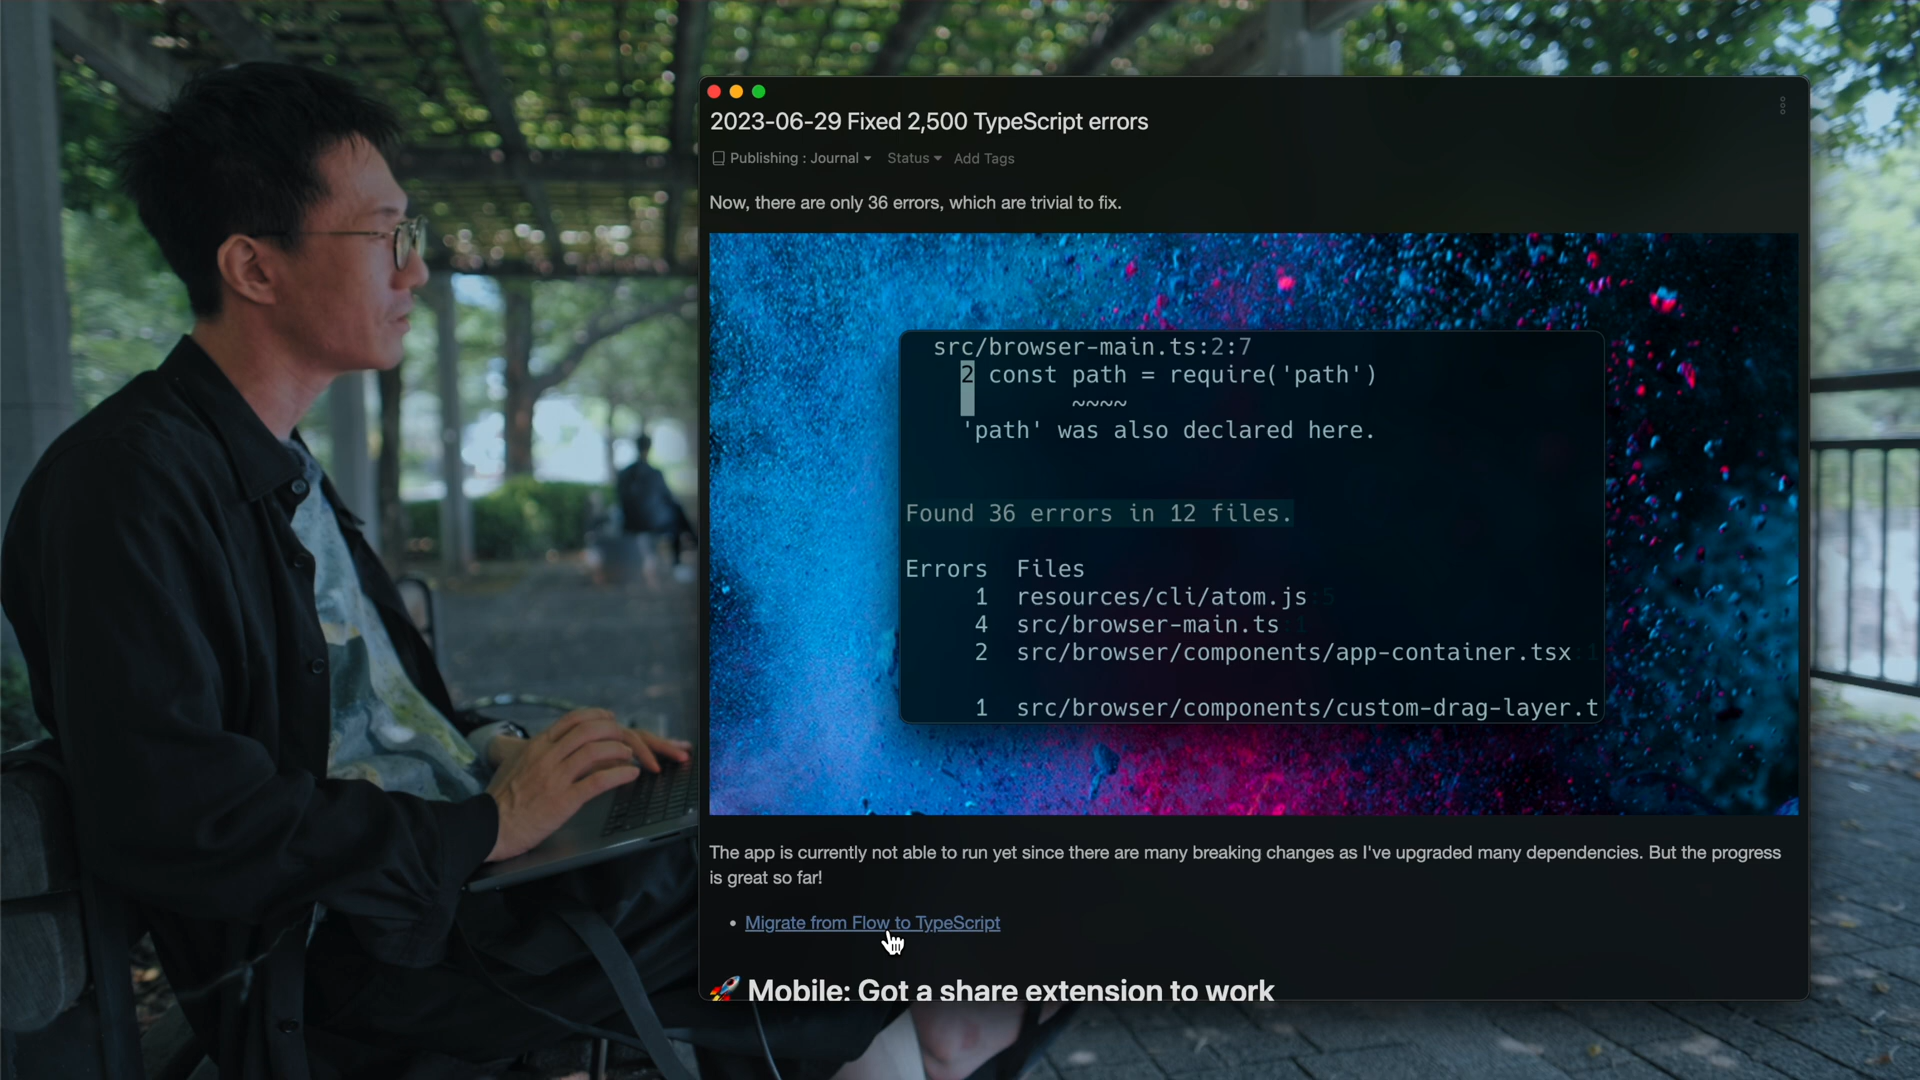 2023-06-29 Fixed 2,500 TypeScript errors
Publishing : Journal Status Add Tags
Now, there are only 36 errors, which are trivial to fix.
src/browser-main.ts:2:7
2 const path = require('path')
~~~~
'path' was also declared here.
Found 36 errors in 12 files.
Errors Files
1 resources/cli/atom.js:5
4 src/browser-main.ts:1
2 src/browser/components/app-container.tsx:1
1 src/browser/components/custom-drag-layer.t
The app is currently not able to run yet since there are many breaking changes as I've upgraded many dependencies. But the progress
is great so far!
• Migrate from Flow to TypeScript
🚀 Mobile: Got a share extension to work